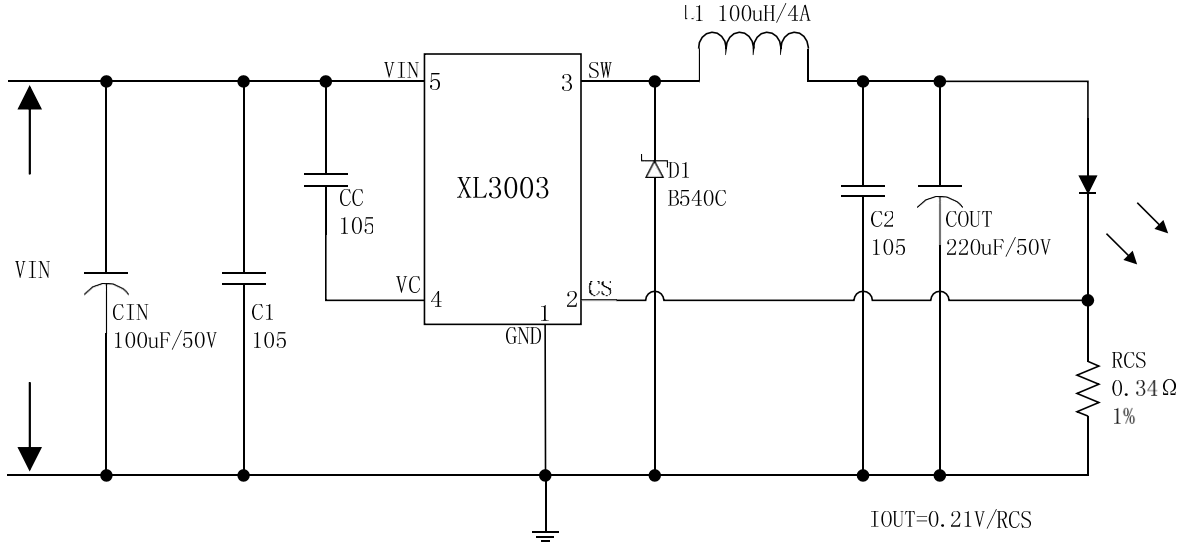 L1 100uH/4A
VIN
5
3
SW
XL3003
D1
B540C
CC
105
C2
105
COUT
220uF/50V
VIN
VC
4
2
CS
1
GND
CIN
100uF/50V
C1
105
RCS
0.34Ω
1%
IOUT=0.21V/RCS